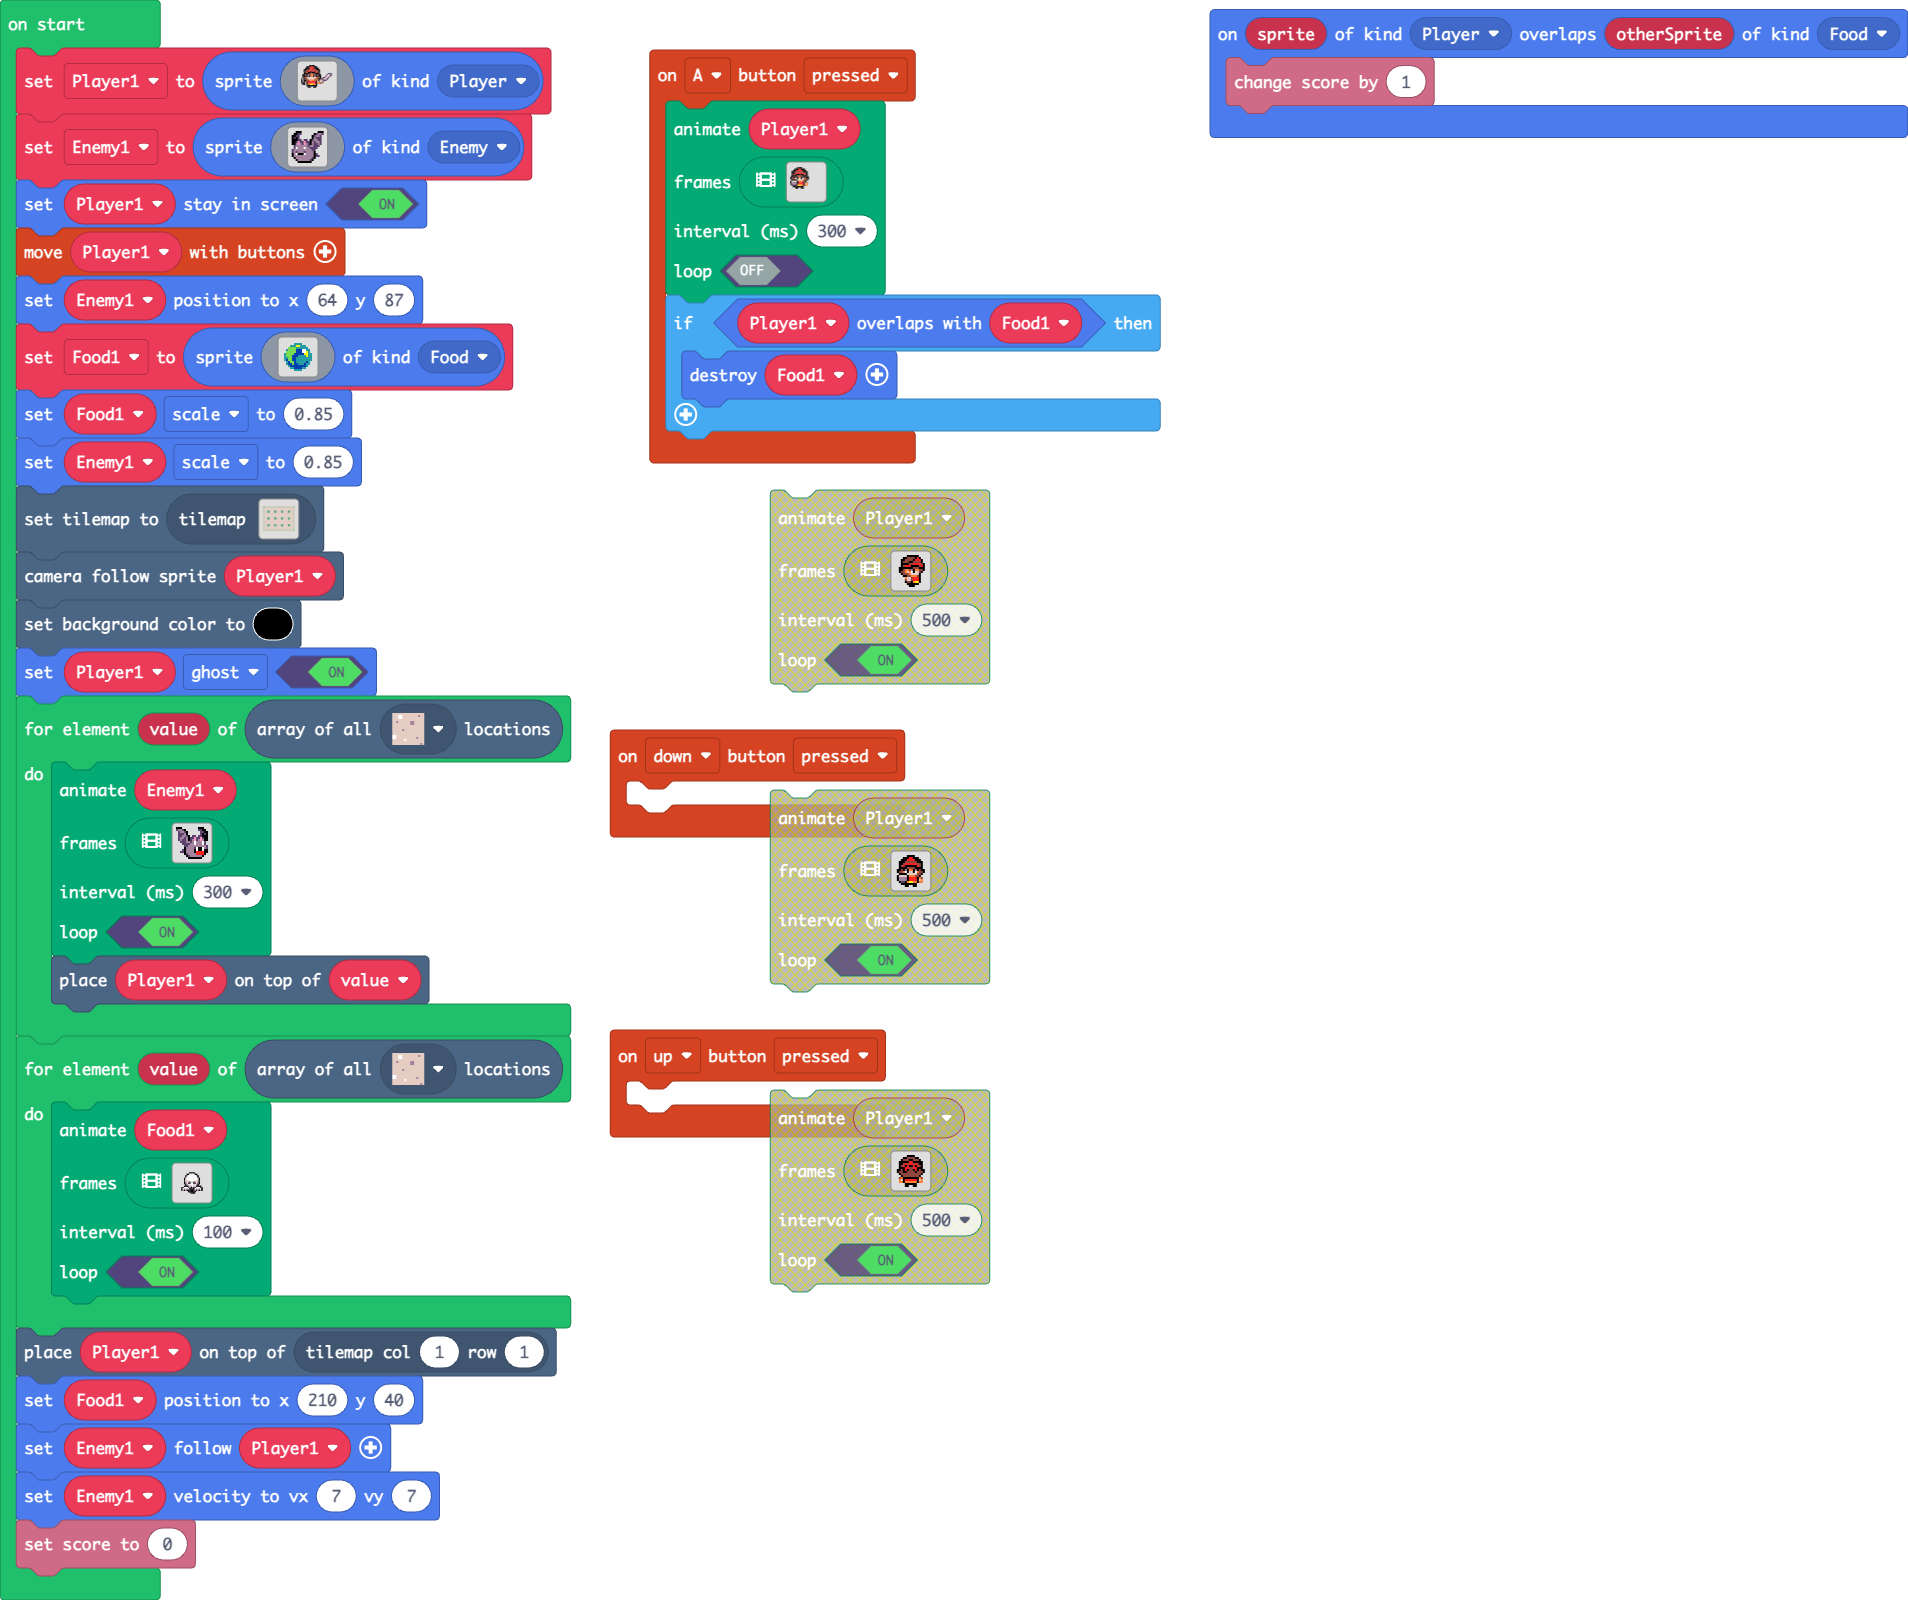 on start
set Player1 to sprite of kind Player
set Enemy1 to sprite of kind Enemy
set Player1 stay in screen ON
move Player1 with buttons
set Enemy1 position to x 64 y 87
set Food1 to sprite of kind Food
set Food1 scale to 0.85
set Enemy1 scale to 0.85
set tilemap to tilemap
camera follow sprite Player1
set background color to
set Player1 ghost ON
for element value of array of all locations
do
animate Enemy1
frames
interval (ms) 300
loop ON
place Player1 on top of value
for element value of array of all locations
do
animate Food1
frames
interval (ms) 100
loop ON
place Player1 on top of tilemap col 1 row 1
set Food1 position to x 210 y 40
set Enemy1 follow Player1
set Enemy1 velocity to vx 7 vy 7
set score to 0
on A button pressed
animate Player1
frames
interval (ms) 300
loop OFF
if Player1 overlaps with Food1 then
destroy Food1
animate Player1
frames
interval (ms) 500
loop ON
on down button pressed
animate Player1
frames
interval (ms) 500
loop ON
on up button pressed
animate Player1
frames
interval (ms) 500
loop ON
on sprite of kind Player overlaps otherSprite of kind Food
change score by 1